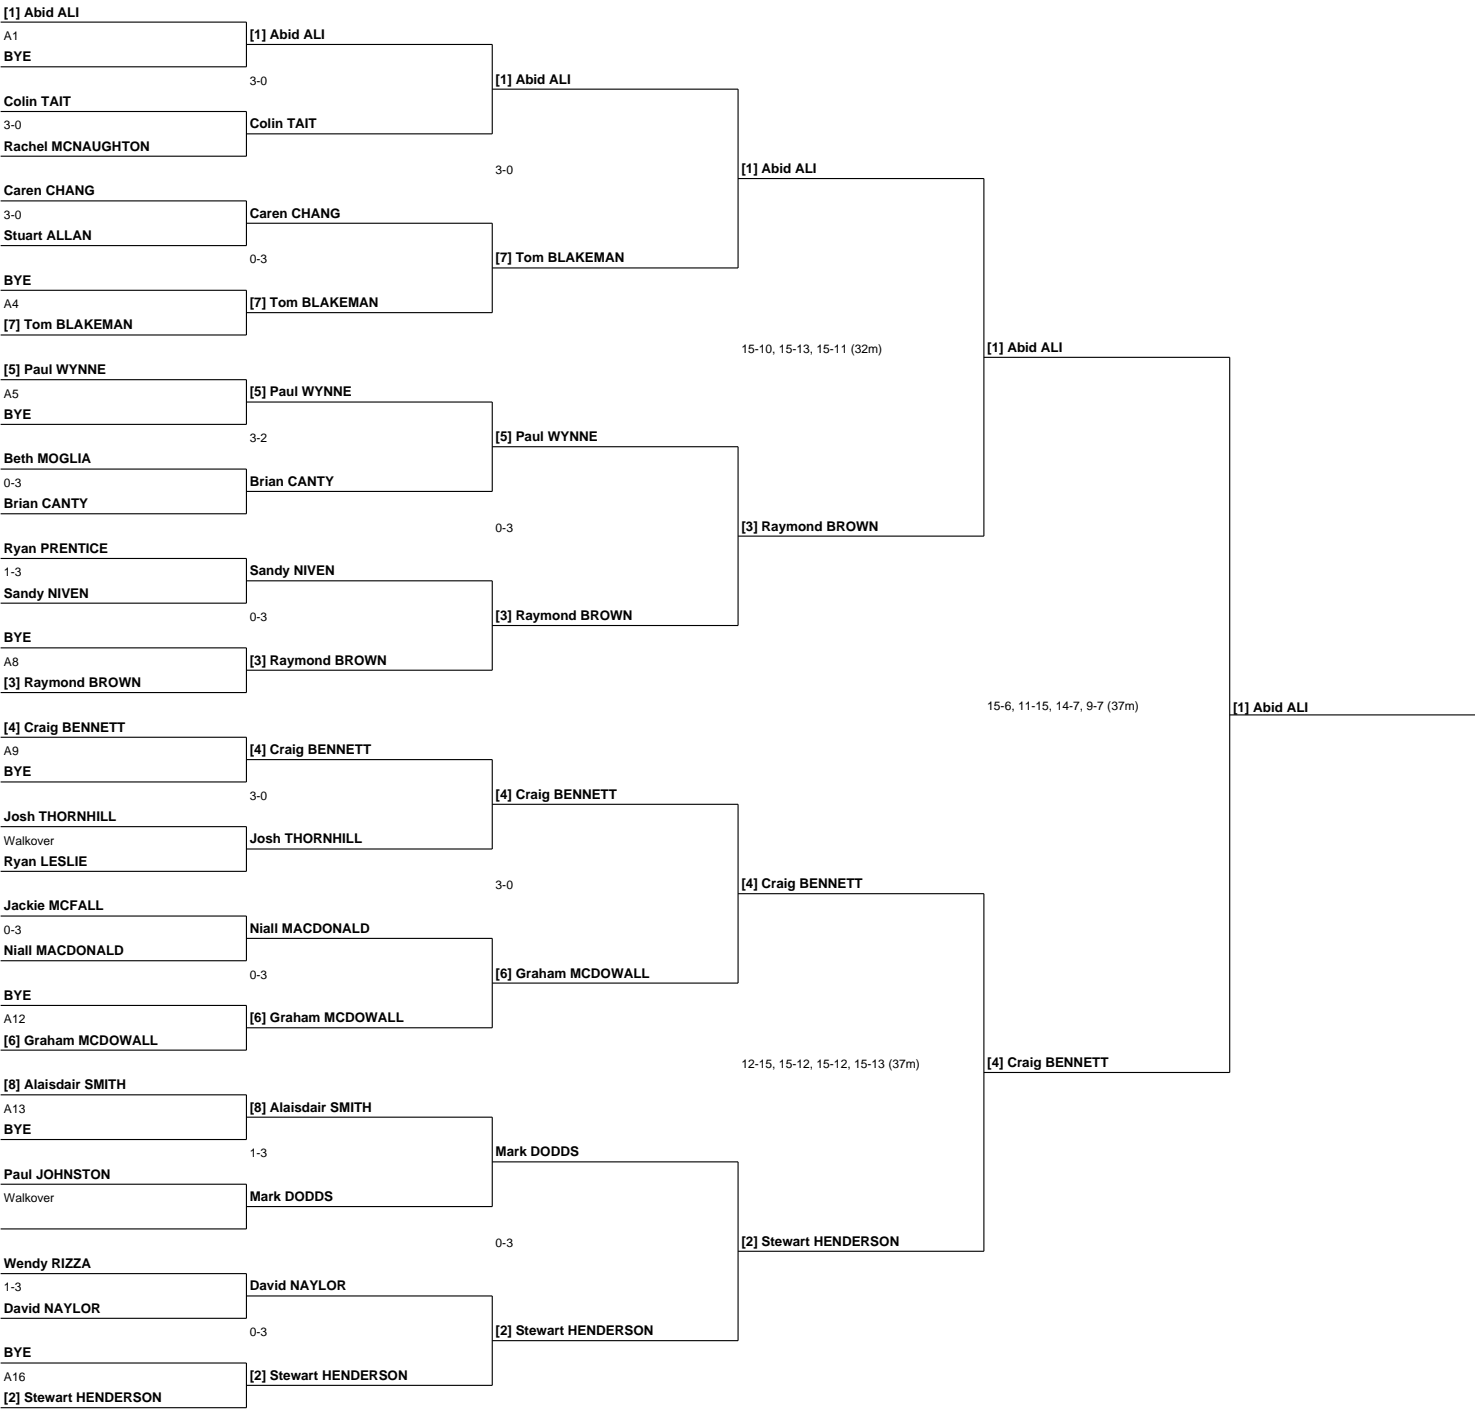 [1] Abid ALI
A1
BYE
Colin TAIT
3-0
Rachel MCNAUGHTON
Caren CHANG
3-0
Stuart ALLAN
BYE
A4
[7] Tom BLAKEMAN
[5] Paul WYNNE
A5
BYE
Beth MOGLIA
0-3
Brian CANTY
Ryan PRENTICE
1-3
Sandy NIVEN
BYE
A8
[3] Raymond BROWN
[4] Craig BENNETT
A9
BYE
Josh THORNHILL
Walkover
Ryan LESLIE
Jackie MCFALL
0-3
Niall MACDONALD
BYE
A12
[6] Graham MCDOWALL
[8] Alaisdair SMITH
A13
BYE
Paul JOHNSTON
Walkover
Wendy RIZZA
1-3
David NAYLOR
BYE
A16
[2] Stewart HENDERSON
[1] Abid ALI
3-0
Colin TAIT
Caren CHANG
0-3
[7] Tom BLAKEMAN
[5] Paul WYNNE
3-2
Brian CANTY
Sandy NIVEN
0-3
[3] Raymond BROWN
[4] Craig BENNETT
3-0
Josh THORNHILL
Niall MACDONALD
0-3
[6] Graham MCDOWALL
[8] Alaisdair SMITH
1-3
Mark DODDS
David NAYLOR
0-3
[2] Stewart HENDERSON
[1] Abid ALI
3-0
[7] Tom BLAKEMAN
[5] Paul WYNNE
0-3
[3] Raymond BROWN
[4] Craig BENNETT
3-0
[6] Graham MCDOWALL
Mark DODDS
0-3
[2] Stewart HENDERSON
[1] Abid ALI
15-10, 15-13, 15-11 (32m)
[3] Raymond BROWN
[4] Craig BENNETT
12-15, 15-12, 15-12, 15-13 (37m)
[2] Stewart HENDERSON
[1] Abid ALI
15-6, 11-15, 14-7, 9-7 (37m)
[4] Craig BENNETT
[1] Abid ALI